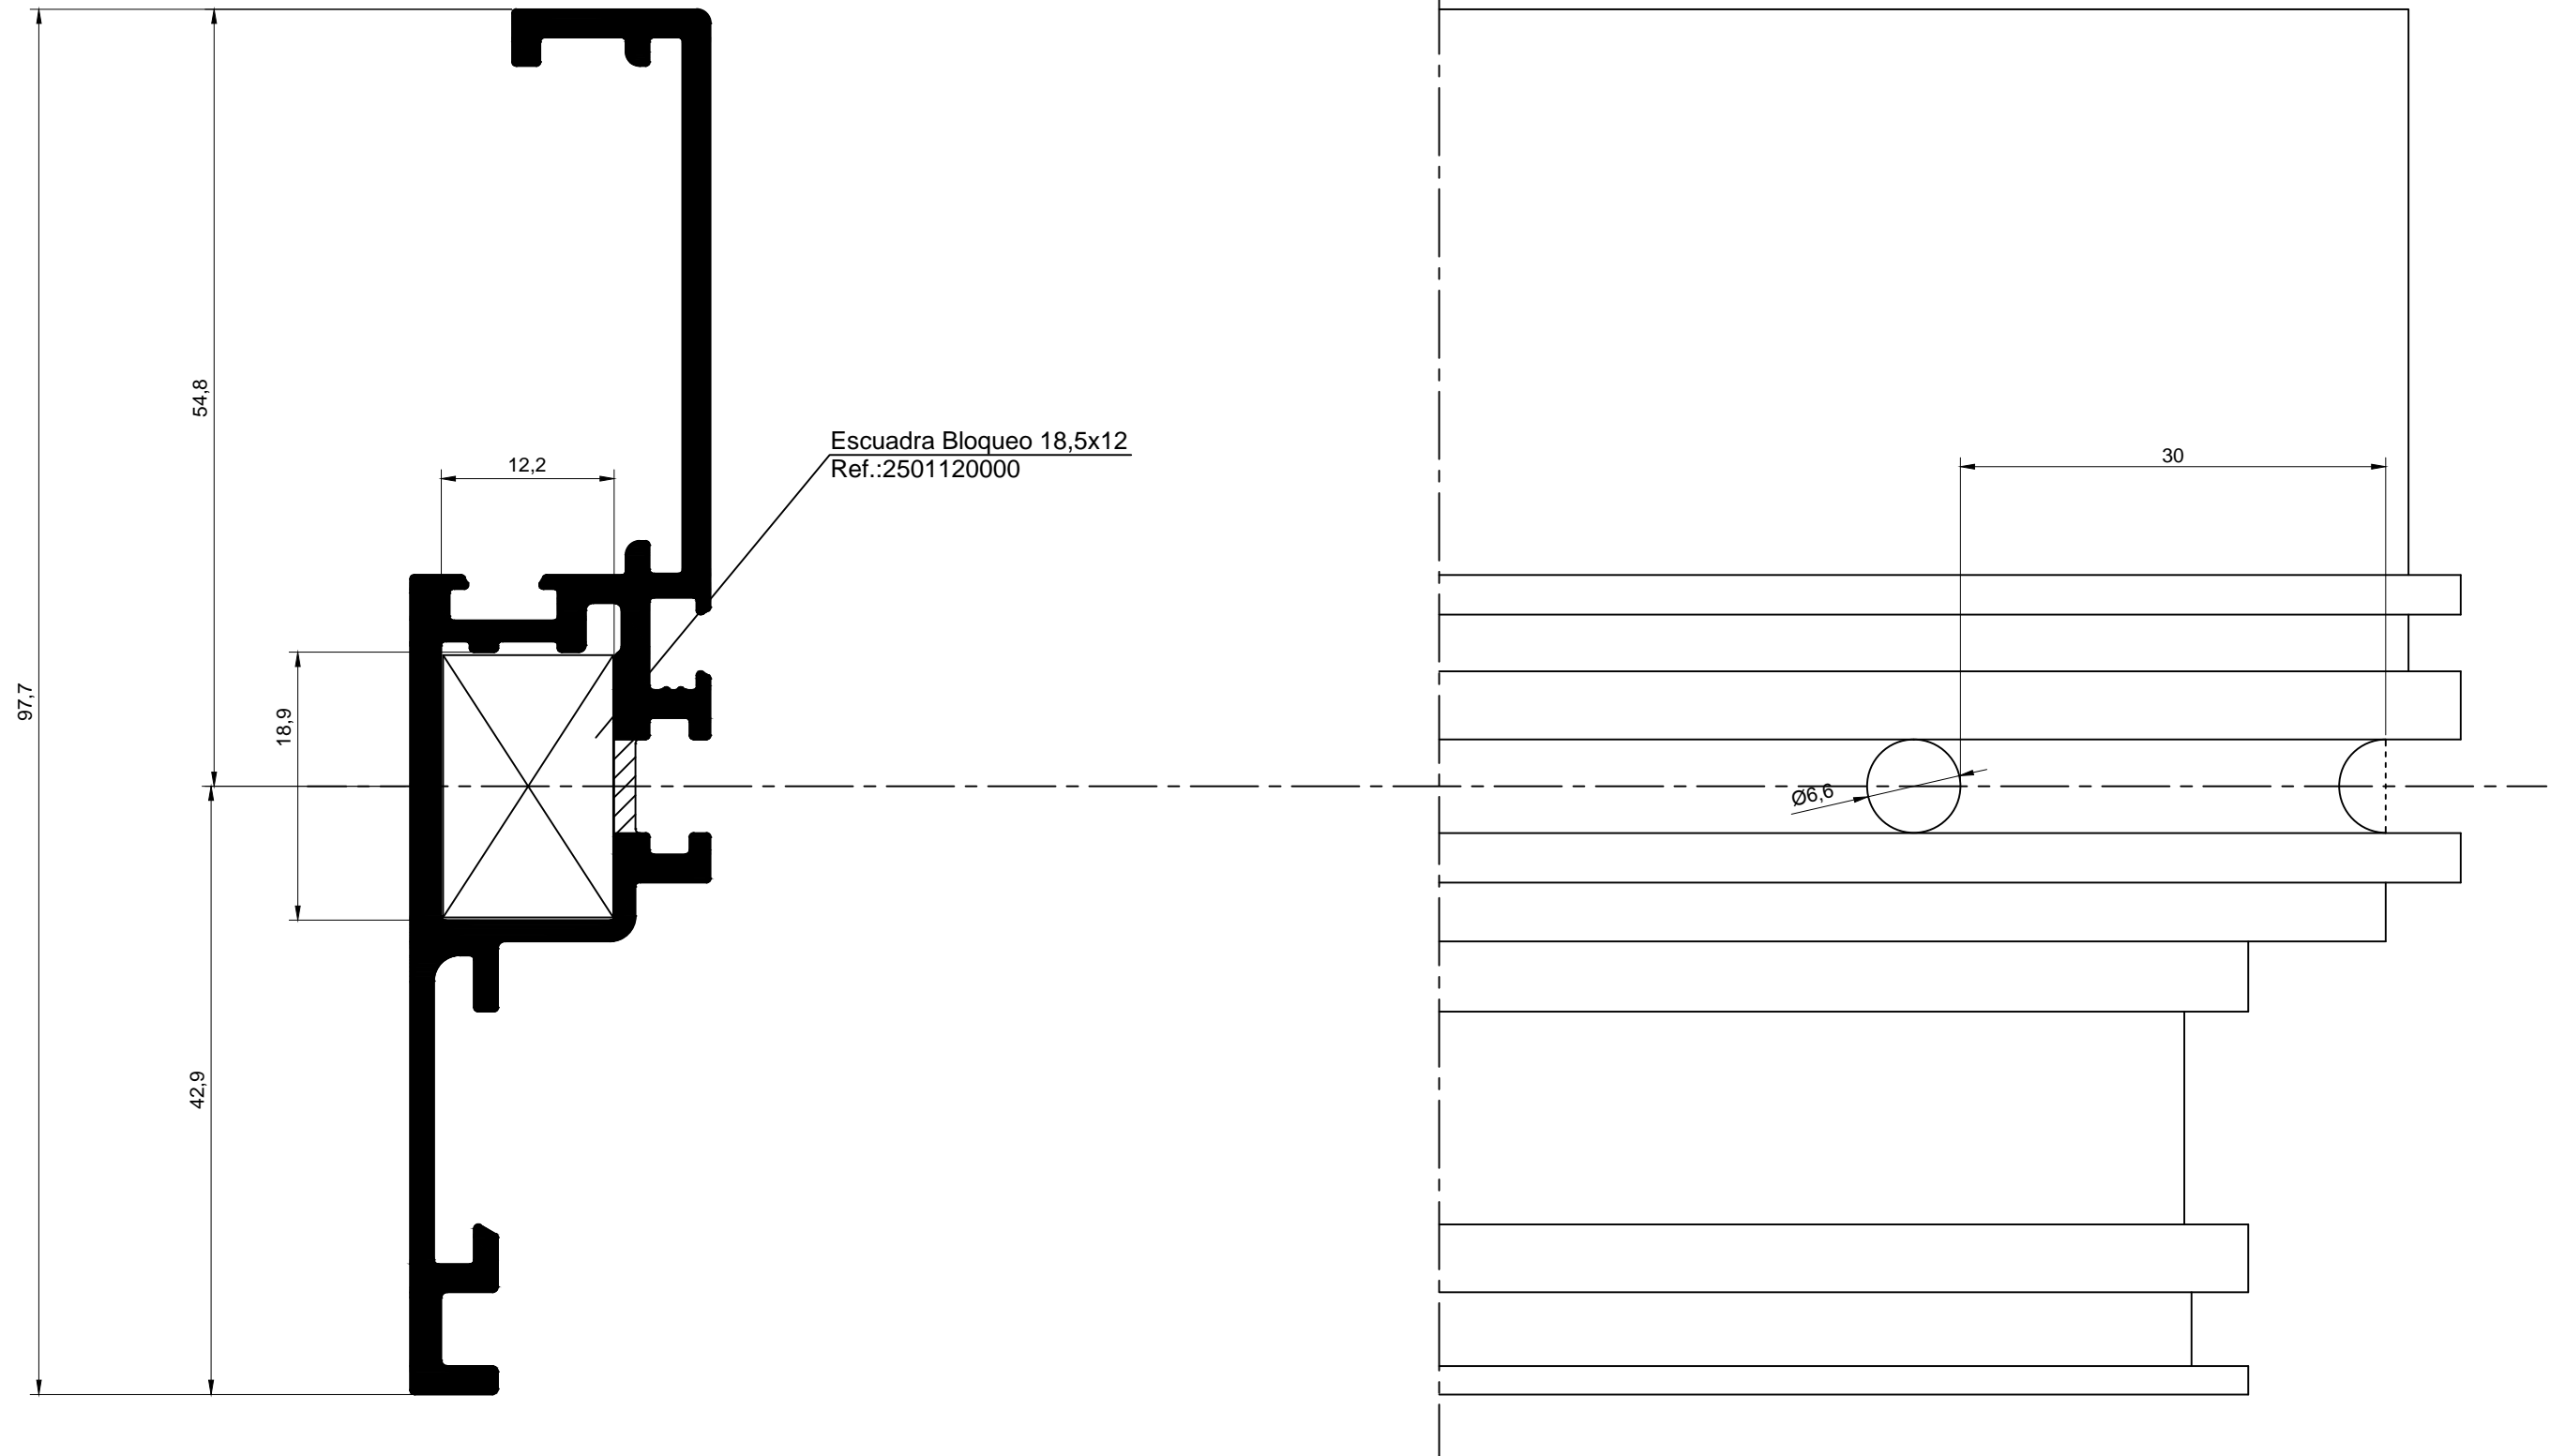 54,8
Escuadra Bloqueo 18,5x12
Ref.:2501120000
12,2
30
97,7
18,9
Ø6,6
42,9